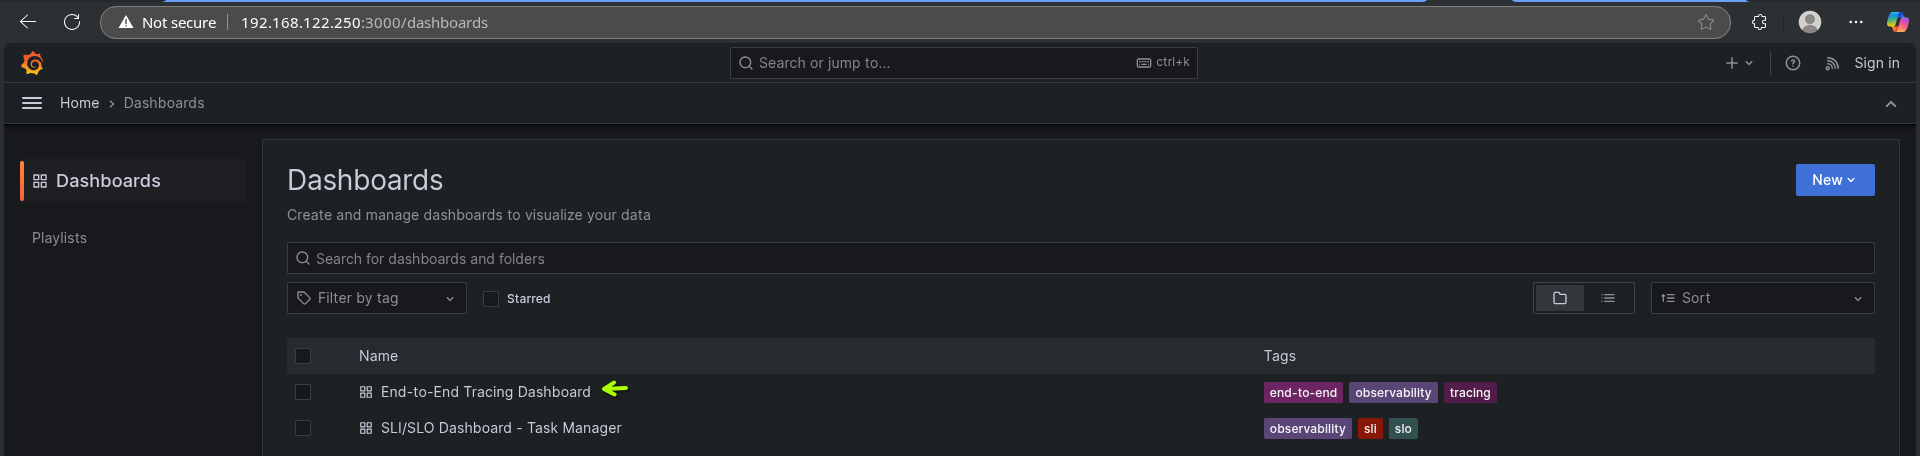 Not secure 192.168.122.250:3000/dashboards
Search or jump to... ctrl+k Sign in
Home › Dashboards
Dashboards
Playlists
Dashboards
New
Create and manage dashboards to visualize your data
Search for dashboards and folders
Filter by tag Starred Sort
Name Tags
End-to-End Tracing Dashboard end-to-end observability tracing
SLI/SLO Dashboard - Task Manager observability sli slo